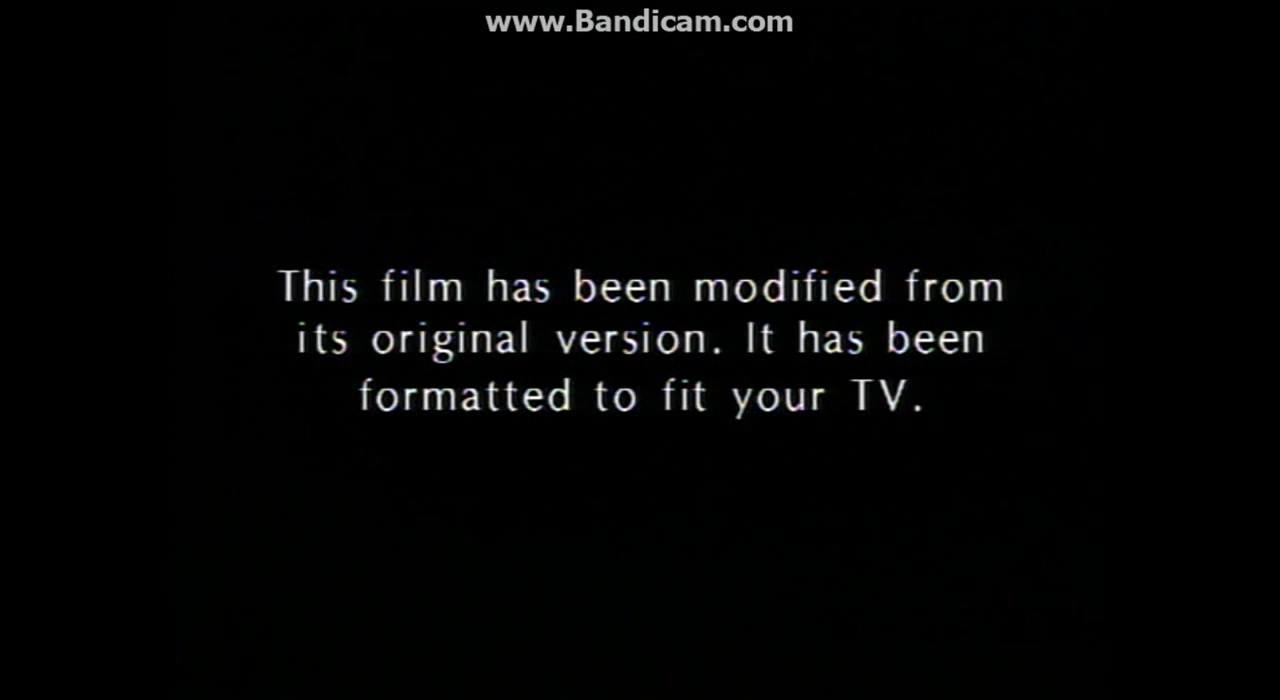 www.Bandicam.com
This film has been modified from
its original version. It has been
formatted to fit your TV.